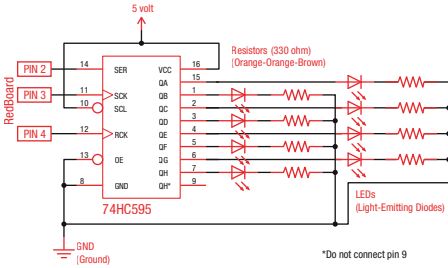 5 volt
Resistors (330 ohm)
(Orange-Orange-Brown)
RedBoard
PIN 2
PIN 3
PIN 4
14
11
10
12
13
8
SER
SCK
SCL
RCK
OE
GND
VCC
QA
QB
QC
QD
QE
QF
QG
QH
QH*
16
15
1
2
3
4
5
6
7
9
74HC595
LEDs
(Light-Emitting Diodes)
GND
(Ground)
*Do not connect pin 9